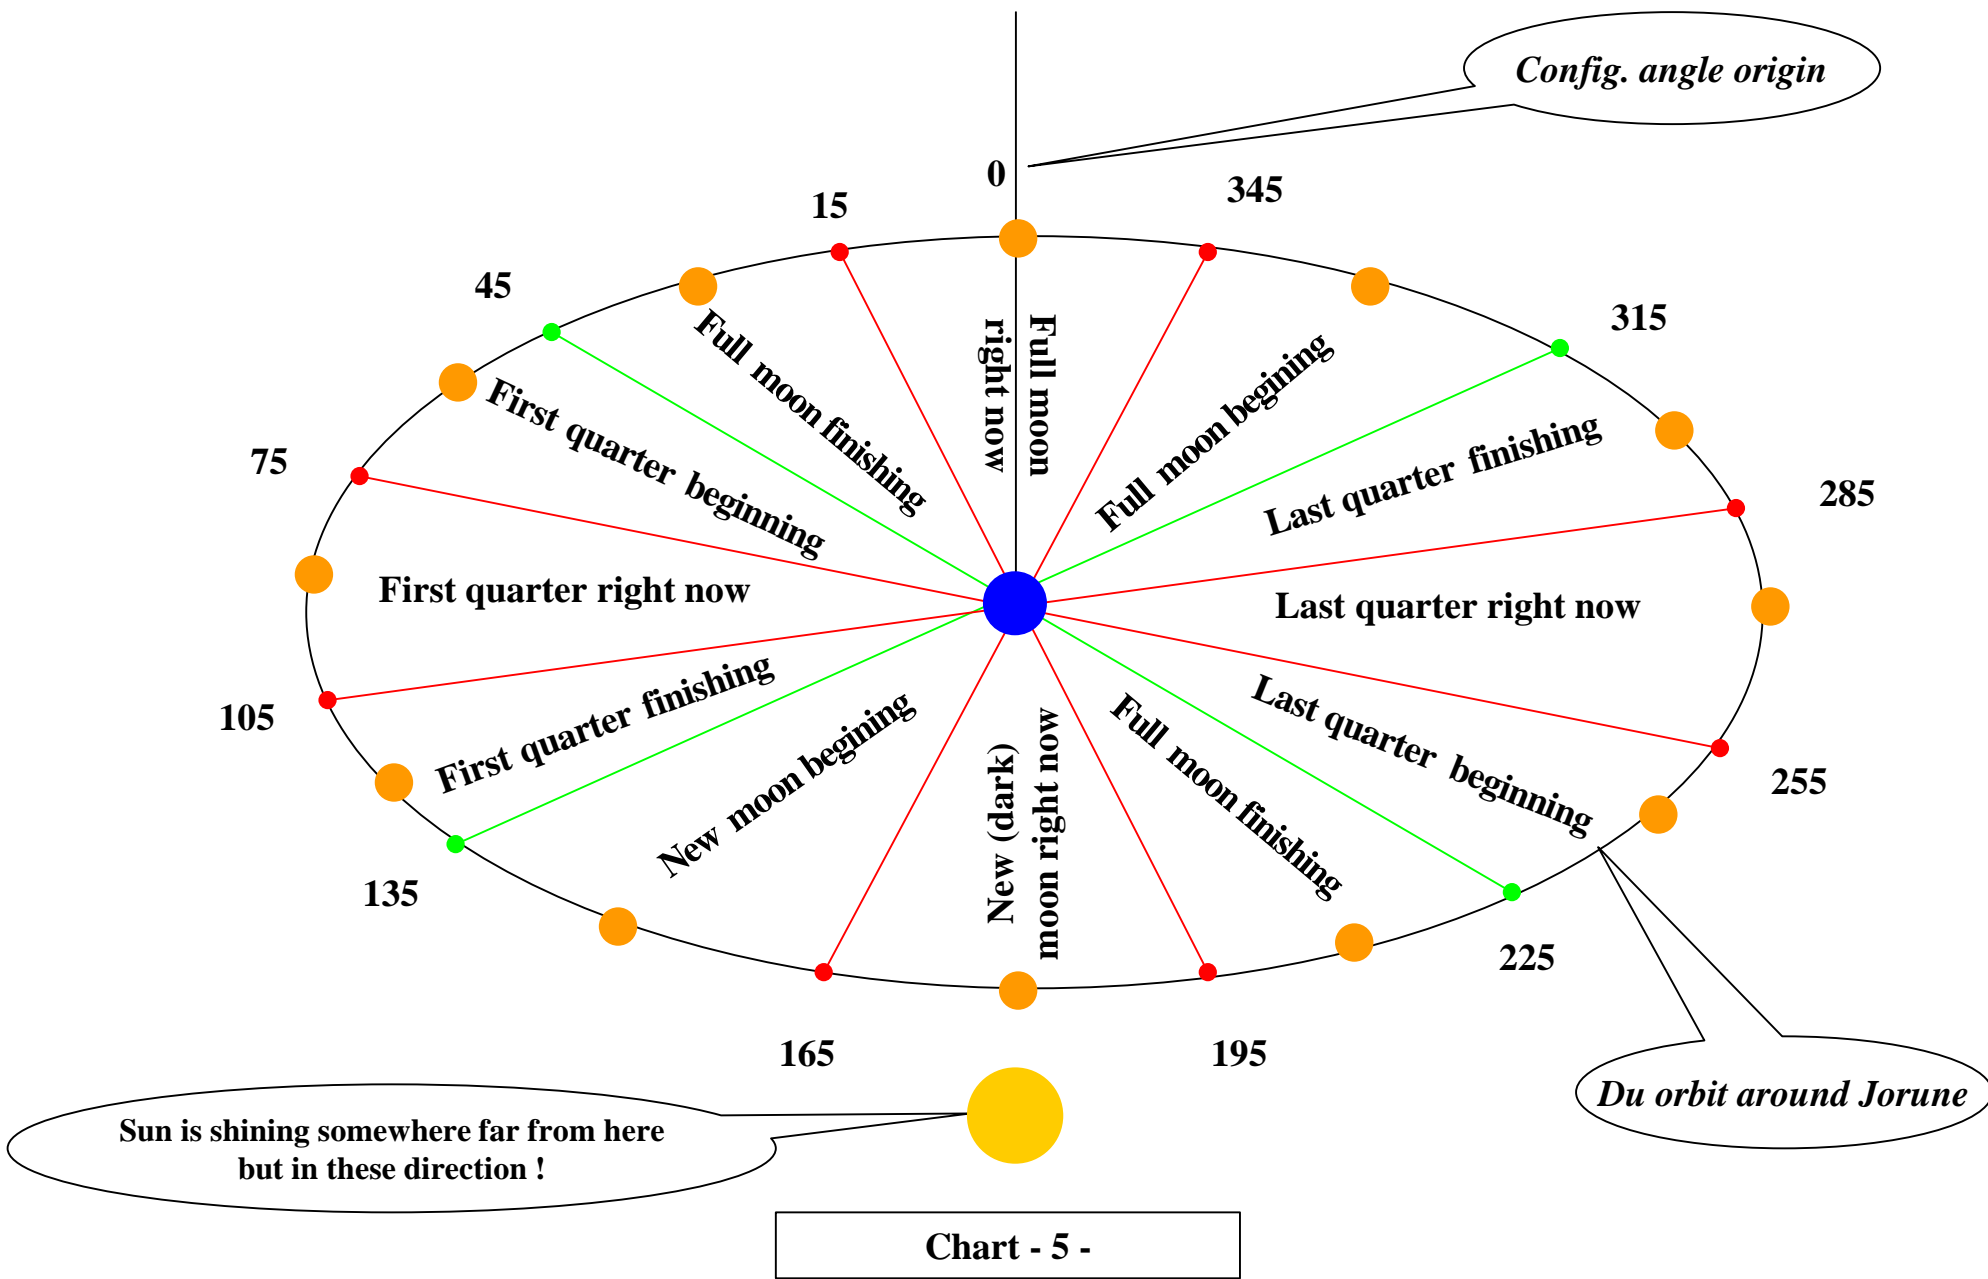 Config. angle origin
0
345
15
45
315
Full moon
right now
Full moon finishing
Full moon begining
First quarter beginning
Last quarter finishing
75
285
First quarter right now
Last quarter right now
First quarter finishing
Last quarter beginning
105
255
New moon begining
New (dark)
moon right now
Full moon finishing
135
225
165
195
Du orbit around Jorune
Sun is shining somewhere far from here
but in these direction !
Chart - 5 -